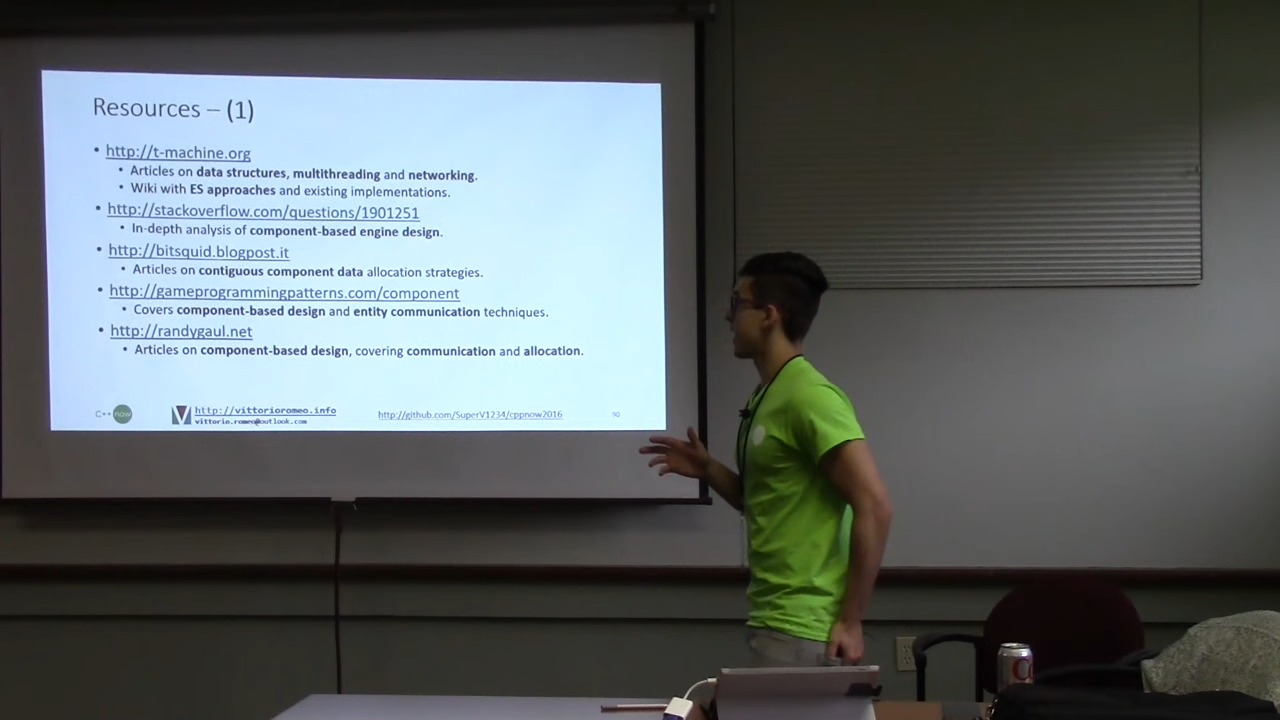 Resources – (1)
• http://t-machine.org
• Articles on data structures, multithreading and networking.
• Wiki with ES approaches and existing implementations.
• http://stackoverflow.com/questions/1901251
• In-depth analysis of component-based engine design.
• http://bitsquid.blogpost.it
• Articles on contiguous component data allocation strategies.
• http://gameprogrammingpatterns.com/component
• Covers component-based design and entity communication techniques.
• http://randygaul.net
• Articles on component-based design, covering communication and allocation.
C++ now
http://vittorioromeo.info
vittorio.romeo@outlook.com
http://github.com/SuperV1234/cppnow2016